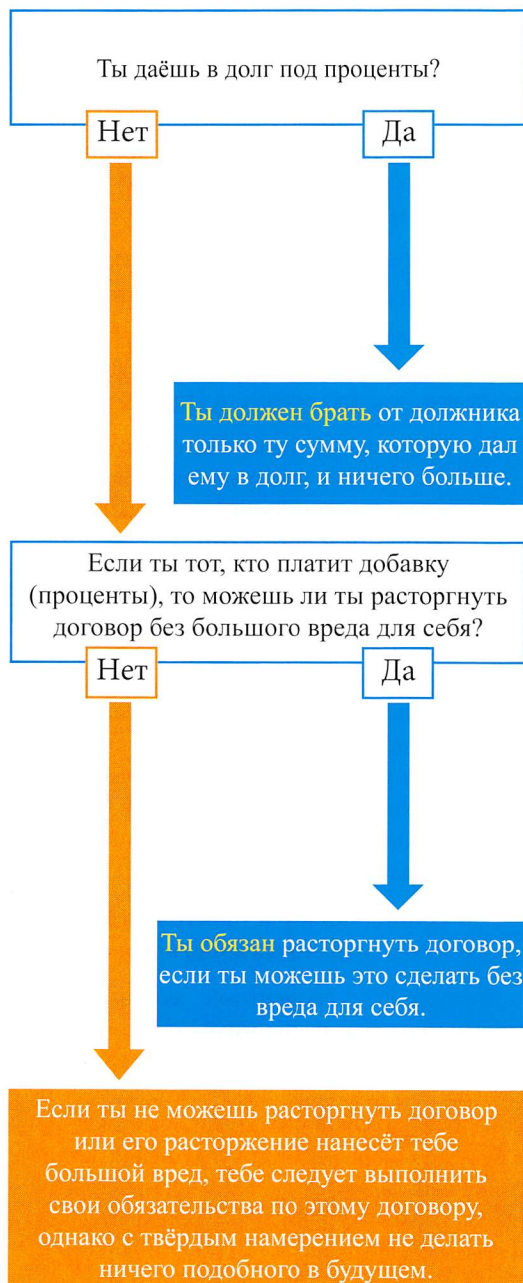 Ты даёшь в долг под проценты?
Нет
Да
Ты должен брать от должника
только ту сумму, которую дал
ему в долг, и ничего больше.
Если ты тот, кто платит добавку
(проценты), то можешь ли ты расторгнуть
договор без большого вреда для себя?
Нет
Да
Ты обязан расторгнуть договор,
если ты можешь это сделать без
вреда для себя.
Если ты не можешь расторгнуть договор
или его расторжение нанесёт тебе
большой вред, тебе следует выполнить
свои обязательства по этому договору,
однако с твёрдым намерением не делать
ничего подобного в будущем.